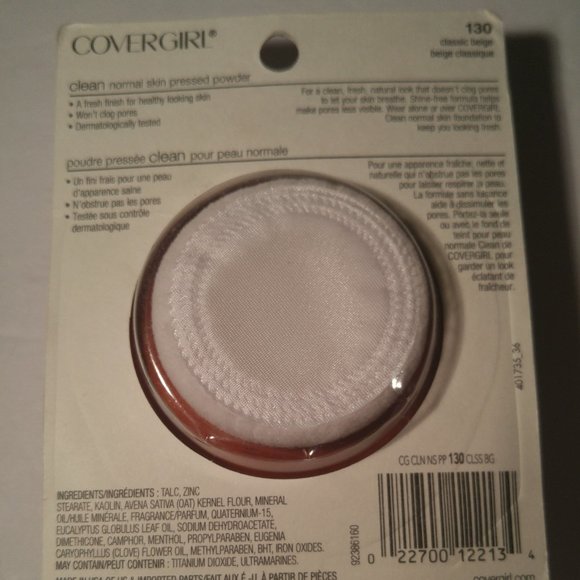 COVERGIRL®
130
classic beige
beige classique
clean normal skin pressed powder
• A fresh finish for healthy looking skin
• Won't clog pores
• Dermatologically tested
For a clean, fresh, natural look that doesn't clog pores
to let your skin breathe. Shine-free formula helps
make pores less visible. Wear alone or over COVERGIRL
Clean normal skin foundation to
keep you looking fresh.
poudre pressée clean pour peau normale
• Un fini frais pour une peau
d'apparence saine
• N'obstrue pas les pores
• Testée sous contrôle
dermatologique
Pour une apparence fraîche, nette et
naturelle qui n'obstrue pas les pores
pour laisser respirer la peau.
La formule sans luisance
aide à dissimuler les
pores. Portez-la seule
ou avec le fond de
teint pour peau
normale Clean de
COVERGIRL pour
garder un look
éclatant de
fraîcheur.
401735_36
CG CLN NS PP 130 CLSS BG
INGREDIENTS/INGRÉDIENTS : TALC, ZINC
STEARATE, KAOLIN, AVENA SATIVA (OAT) KERNEL FLOUR, MINERAL
OIL/HUILE MINERALE, FRAGRANCE/PARFUM, QUATERNIUM-15,
EUCALYPTUS GLOBULUS LEAF OIL, SODIUM DEHYDROACETATE,
DIMETHICONE, CAMPHOR, MENTHOL, PROPYLPARABEN, EUGENIA
CARYOPHYLLUS (CLOVE) FLOWER OIL, METHYLPARABEN, BHT, IRON OXIDES.
MAY CONTAIN/PEUT CONTENIR : TITANIUM DIOXIDE, ULTRAMARINES.
92386160
0 22700 12213 4
covergirl.com